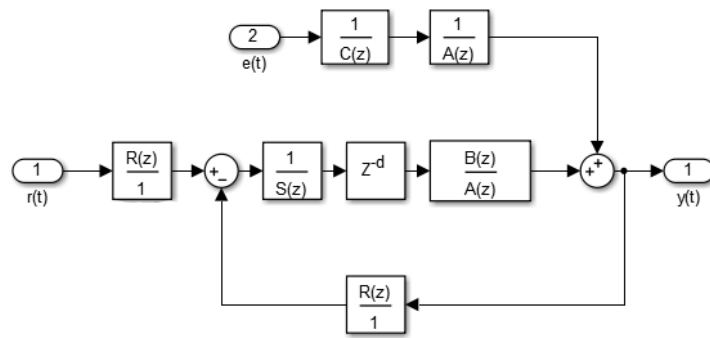 2
e(t)
1
C(z)
1
A(z)
1
r(t)
R(z)
1
+
−
1
S(z)
Z-d
B(z)
A(z)
+
+
1
y(t)
R(z)
1